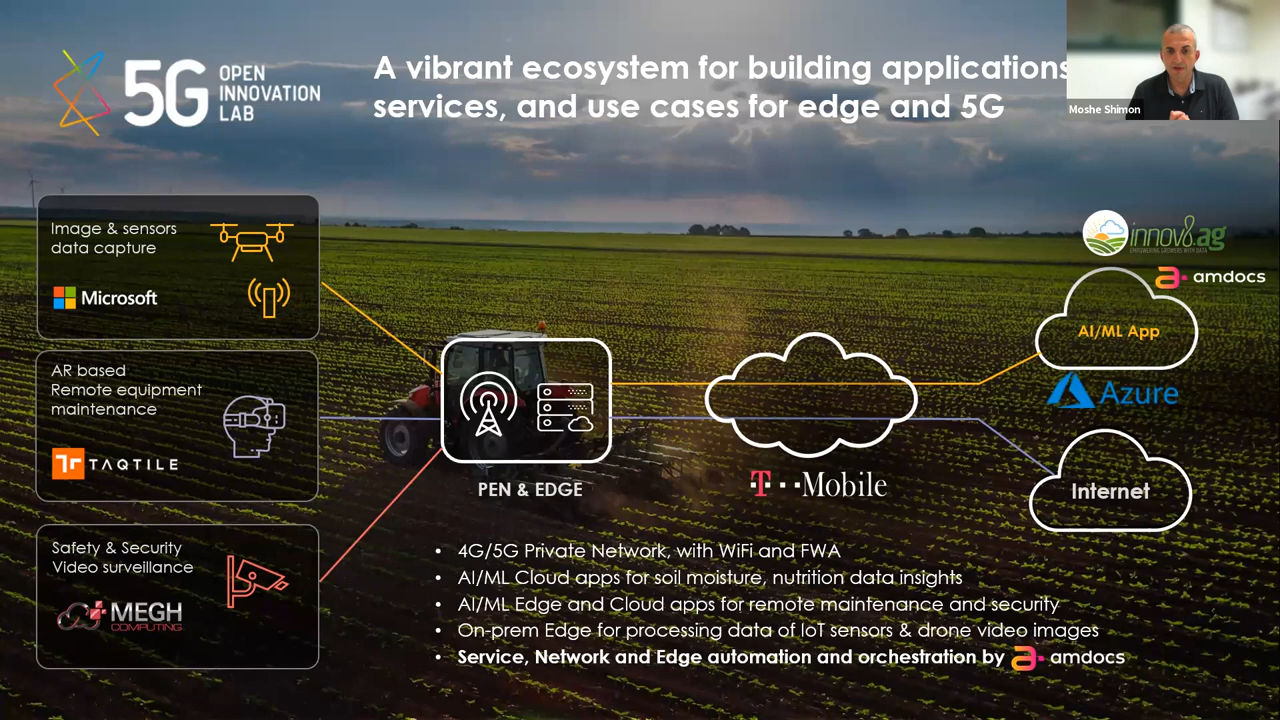 5G OPEN
INNOVATION
LAB
A vibrant ecosystem for building applications
services, and use cases for edge and 5G
Moshe Shimon
Image & sensors
data capture
Microsoft
AR based
Remote equipment
maintenance
TAQTILE
Safety & Security
Video surveillance
MEGH
COMPUTING
PEN & EDGE
T··Mobile
innov8.ag
EMPOWERING GROWERS WITH DATA
amdocs
AI/ML App
Azure
Internet
• 4G/5G Private Network, with WiFi and FWA
• AI/ML Cloud apps for soil moisture, nutrition data insights
• AI/ML Edge and Cloud apps for remote maintenance and security
• On-prem Edge for processing data of IoT sensors & drone video images
• Service, Network and Edge automation and orchestration by amdocs